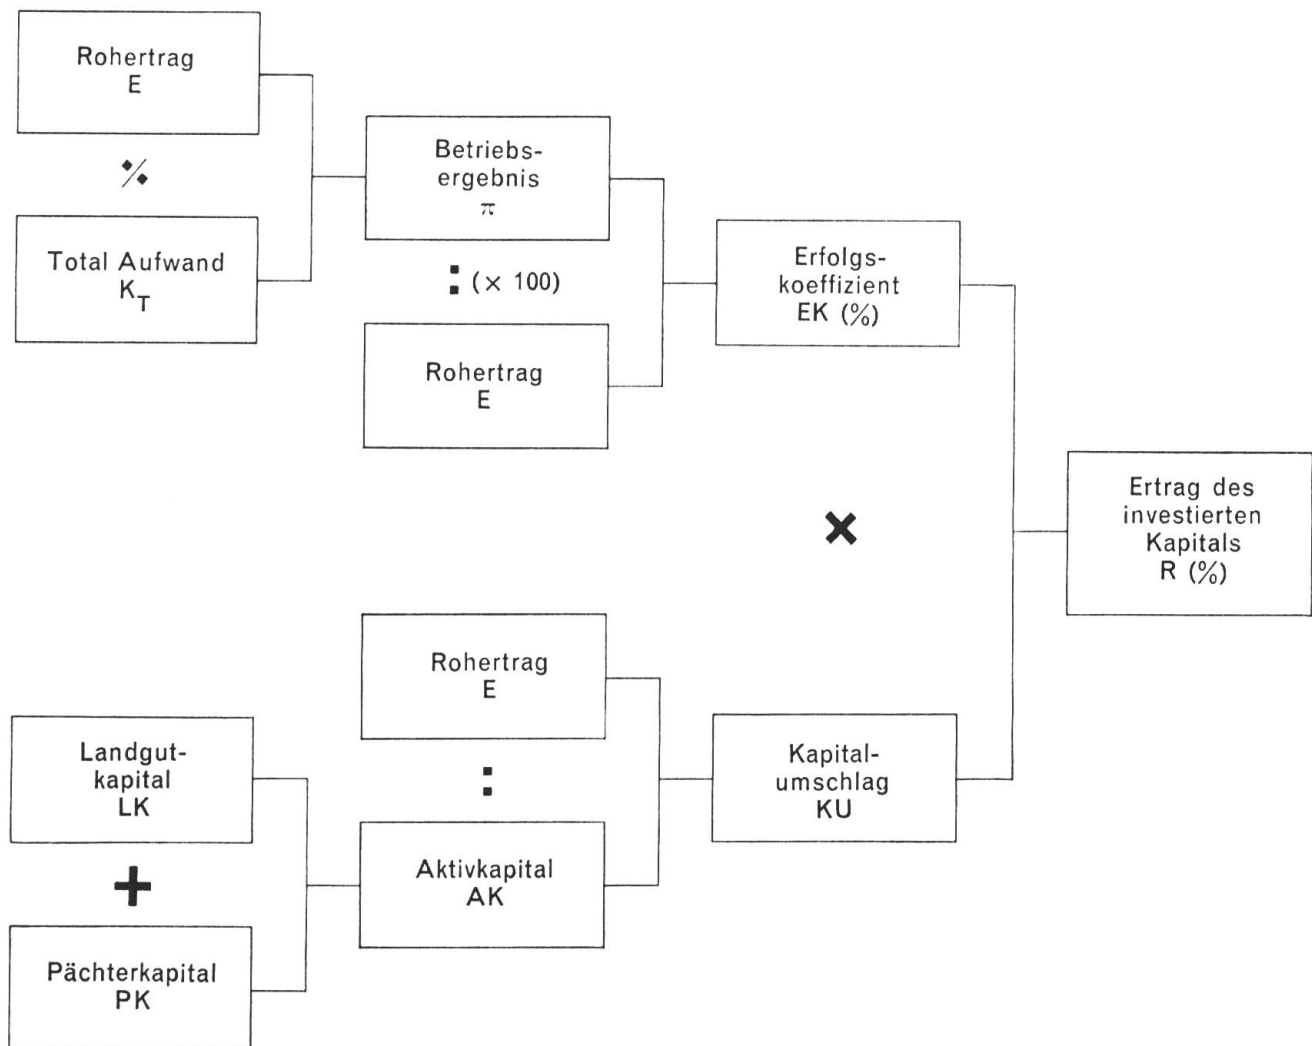 Rohertrag
E
⁒
Total Aufwand
K_T
Betriebs-
ergebnis
π
: (× 100)
Rohertrag
E
Erfolgs-
koeffizient
EK (%)
×
Ertrag des
investierten
Kapitals
R (%)
Rohertrag
E
:
Aktivkapital
AK
Landgut-
kapital
LK
+
Pächterkapital
PK
Kapital-
umschlag
KU